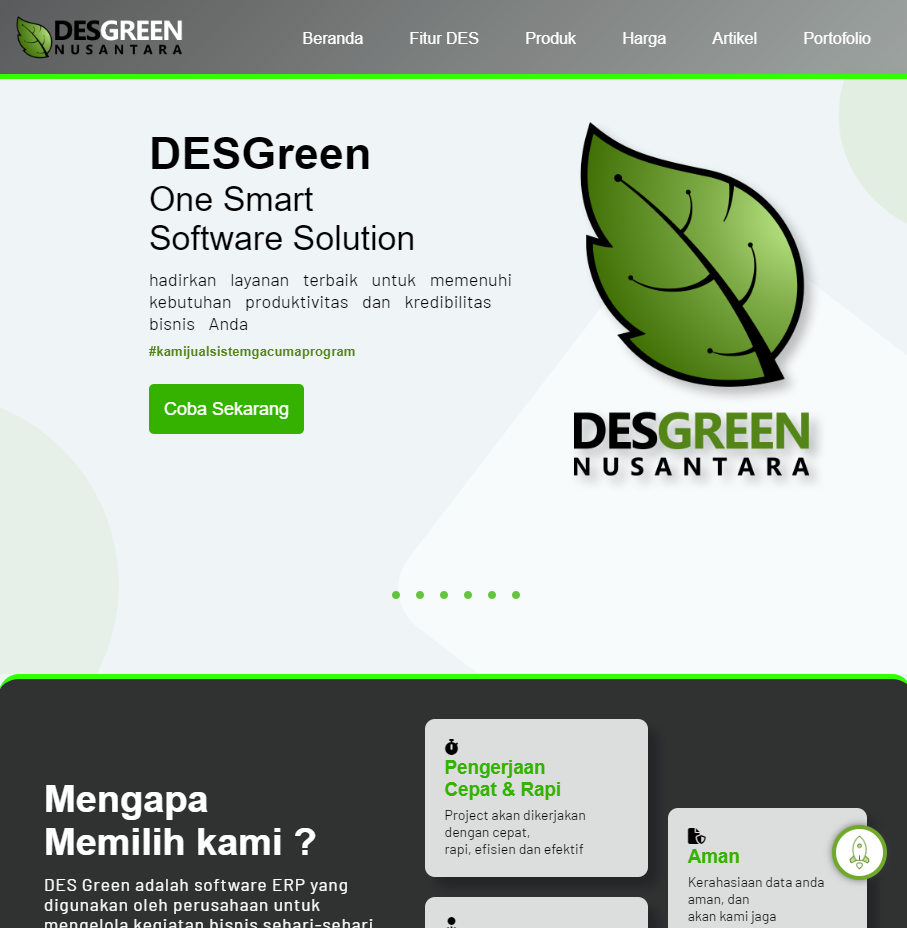 DESGREEN
NUSANTARA
Beranda
Fitur DES
Produk
Harga
Artikel
Portofolio
DESGreen
One Smart
Software Solution
hadirkan layanan terbaik untuk memenuhi
kebutuhan produktivitas dan kredibilitas
bisnis Anda
#kamijualsistemgacumaprogram
Coba Sekarang
DESGREEN
NUSANTARA
Mengapa
Memilih kami ?
DES Green adalah software ERP yang
digunakan oleh perusahaan untuk
mengelola kegiatan bisnis sehari-sehari
Pengerjaan
Cepat & Rapi
Project akan dikerjakan
dengan cepat,
rapi, efisien dan efektif
Aman
Kerahasiaan data anda
aman, dan
akan kami jaga